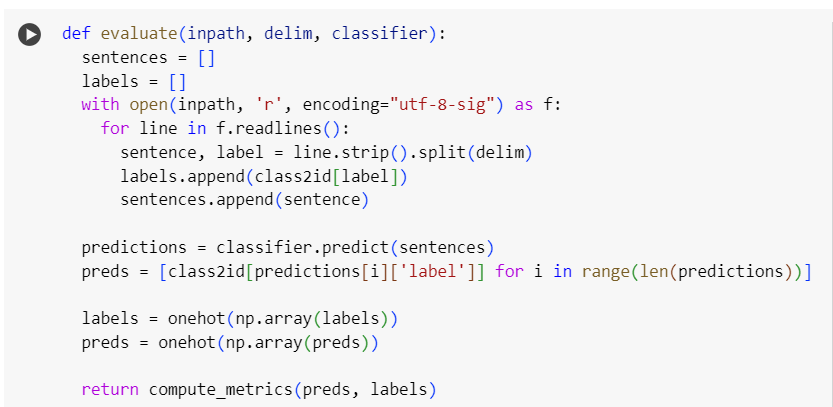 def evaluate(inpath, delim, classifier):
  sentences = []
  labels = []
  with open(inpath, 'r', encoding="utf-8-sig") as f:
    for line in f.readlines():
      sentence, label = line.strip().split(delim)
      labels.append(class2id[label])
      sentences.append(sentence)

  predictions = classifier.predict(sentences)
  preds = [class2id[predictions[i]['label']] for i in range(len(predictions))]

  labels = onehot(np.array(labels))
  preds = onehot(np.array(preds))

  return compute_metrics(preds, labels)